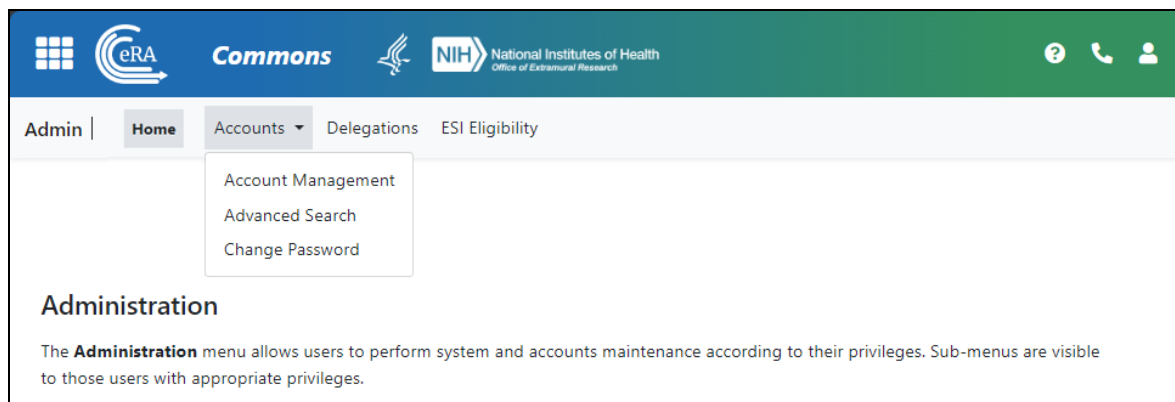 eRA Commons NIH National Institutes of Health
Office of Extramural Research
Admin Home Accounts Delegations ESI Eligibility
Account Management
Advanced Search
Change Password
Administration
The Administration menu allows users to perform system and accounts maintenance according to their privileges. Sub-menus are visible
to those users with appropriate privileges.